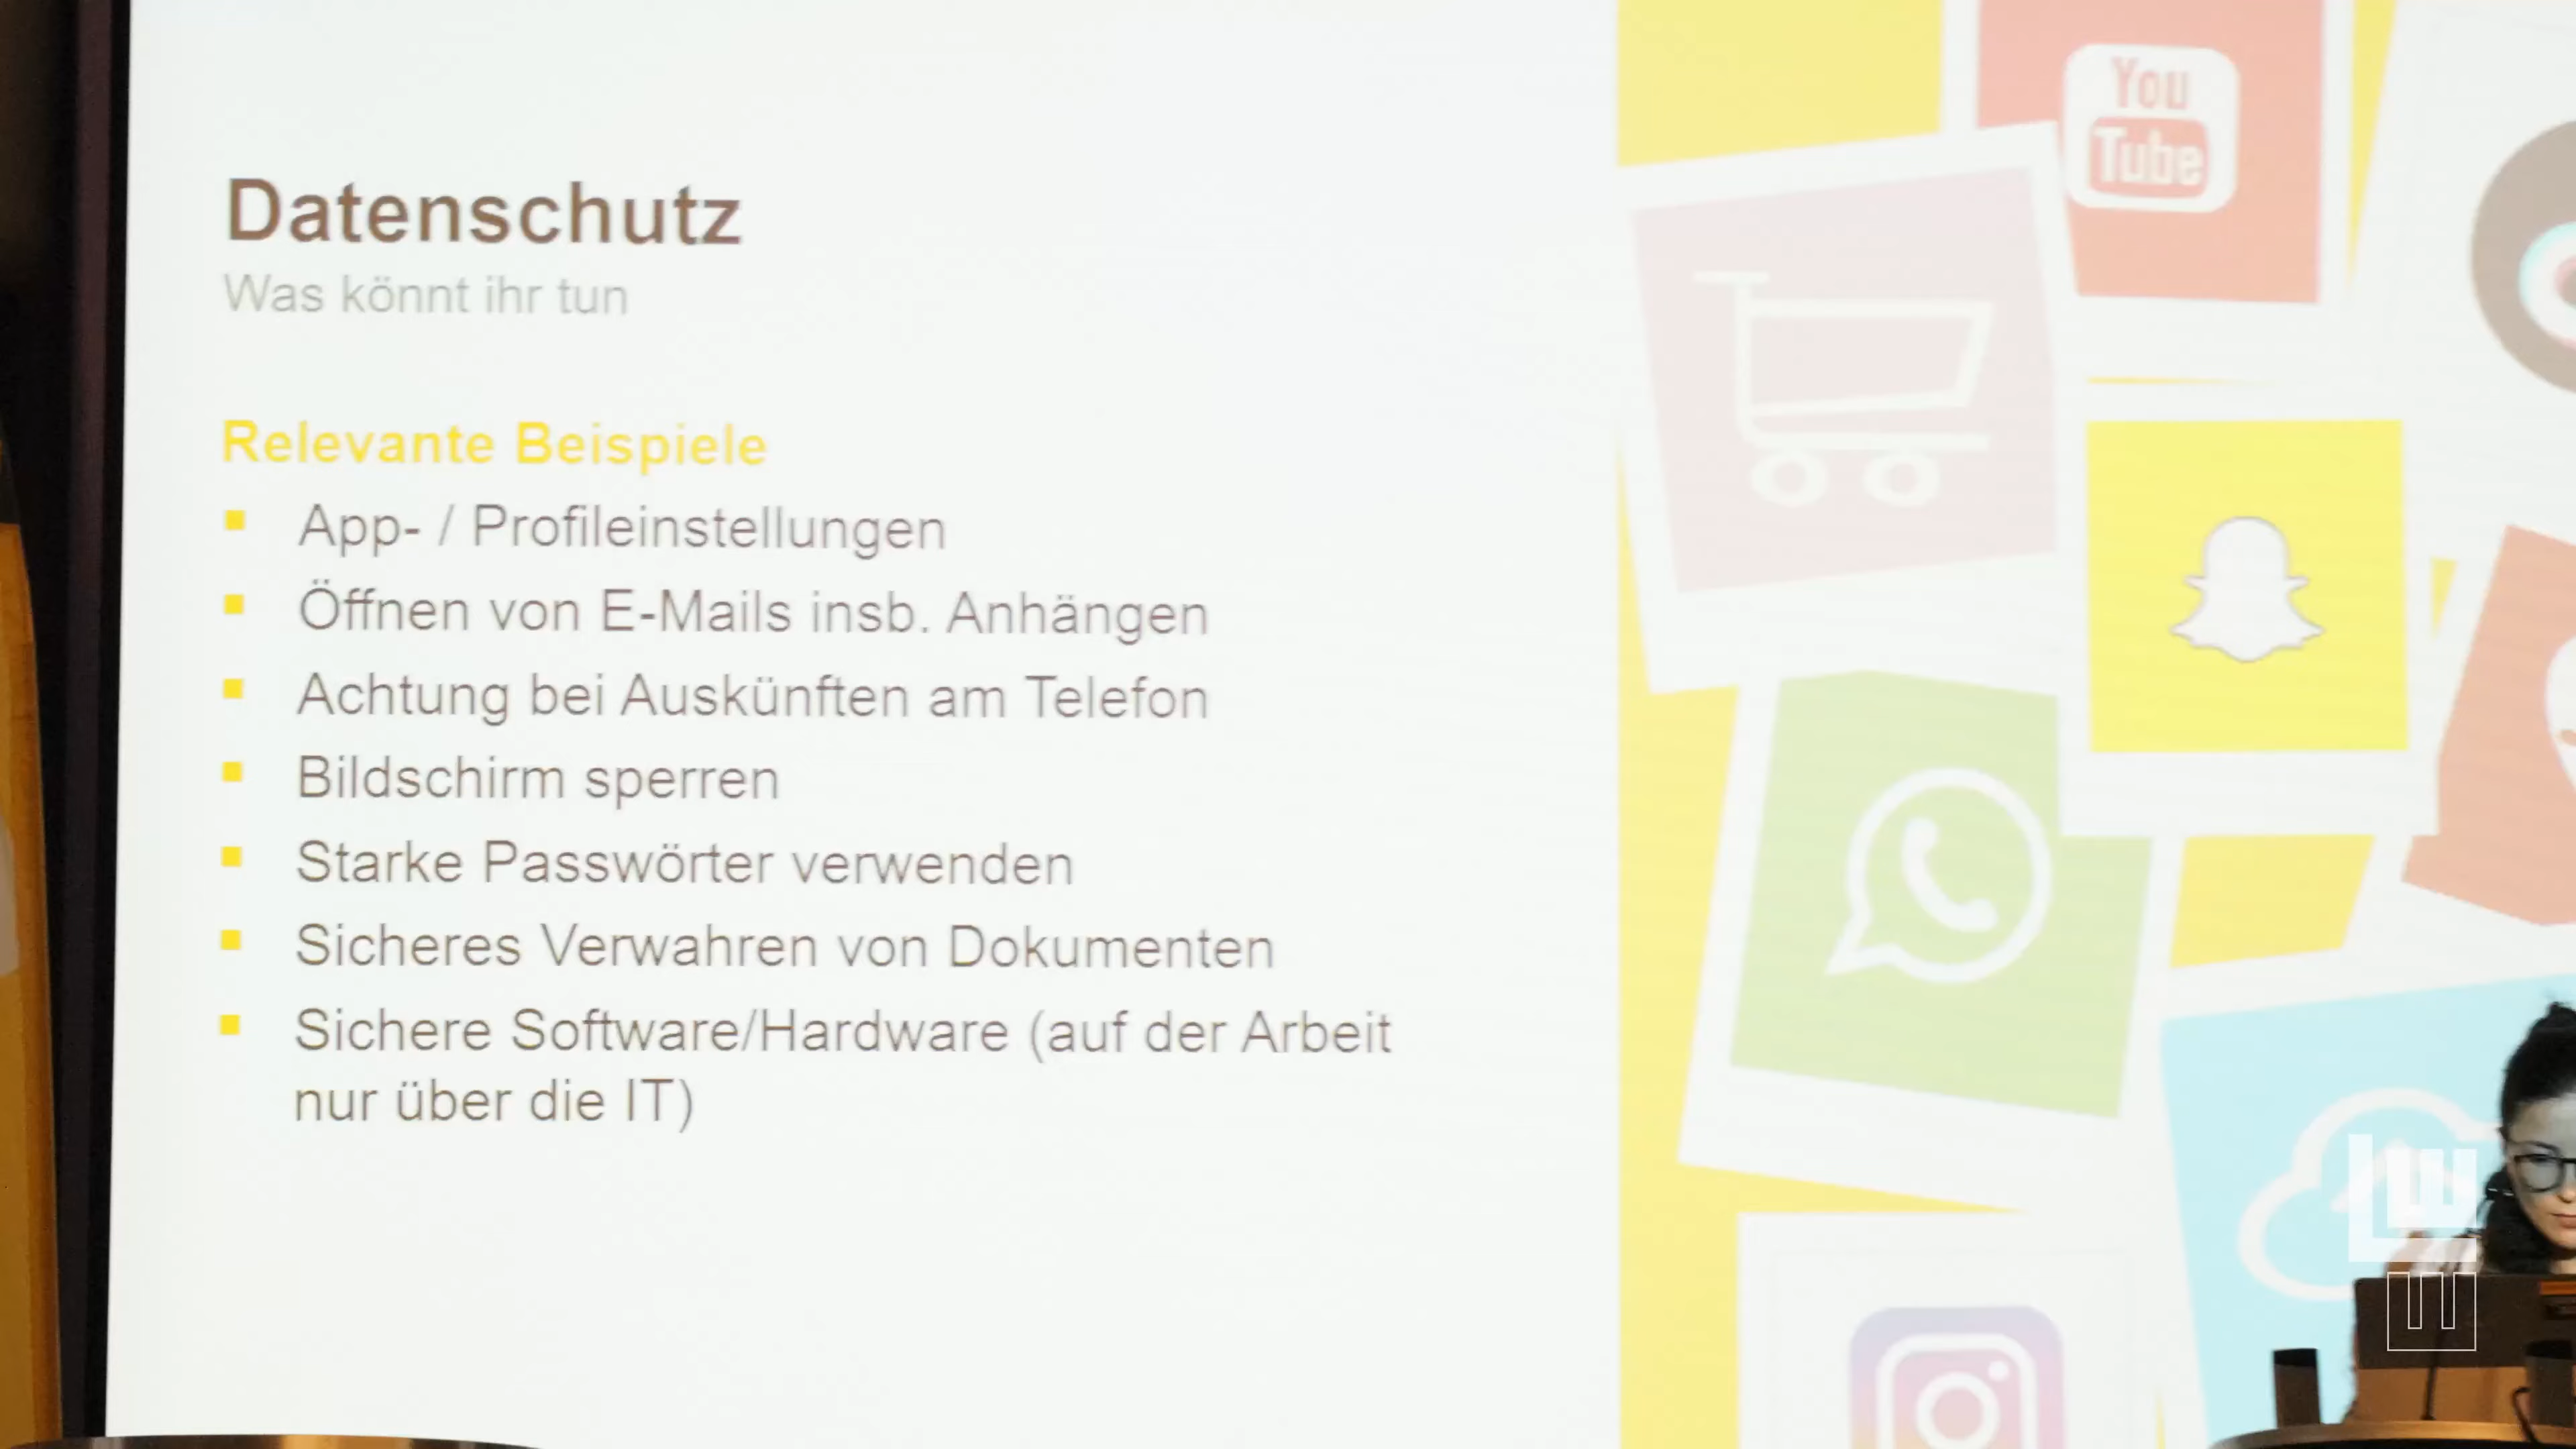 Datenschutz
Was könnt ihr tun
Relevante Beispiele
App- / Profileinstellungen
Öffnen von E-Mails insb. Anhängen
Achtung bei Auskünften am Telefon
Bildschirm sperren
Starke Passwörter verwenden
Sicheres Verwahren von Dokumenten
Sichere Software/Hardware (auf der Arbeit
nur über die IT)
You
Tube